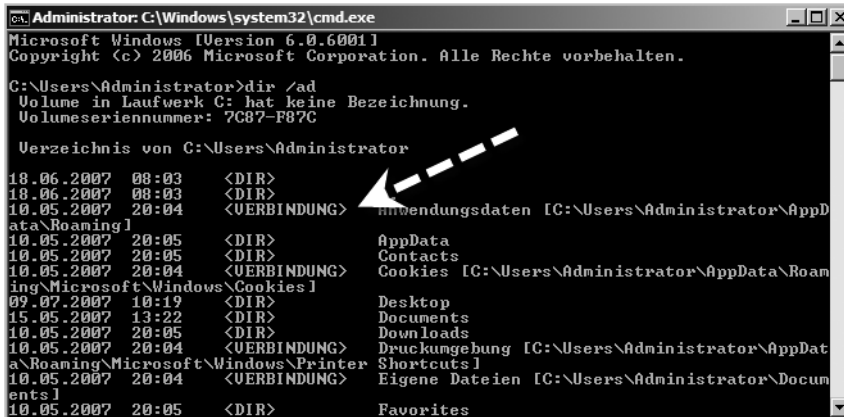 Administrator: C:\Windows\system32\cmd.exe
Microsoft Windows [Version 6.0.6001]
Copyright (c) 2006 Microsoft Corporation. Alle Rechte vorbehalten.
C:\Users\Administrator>dir /ad
Volume in Laufwerk C: hat keine Bezeichnung.
Volumeseriennummer: 7C87-F87C
Verzeichnis von C:\Users\Administrator
18.06.2007 08:03 <DIR>
18.06.2007 08:03 <DIR>
10.05.2007 20:04 <VERBINDUNG> Anwendungsdaten [C:\Users\Administrator\AppD
ata\Roaming]
10.05.2007 20:05 <DIR> AppData
10.05.2007 20:05 <DIR> Contacts
10.05.2007 20:04 <VERBINDUNG> Cookies [C:\Users\Administrator\AppData\Roam
ing\Microsoft\Windows\Cookies]
09.07.2007 10:19 <DIR> Desktop
15.05.2007 13:22 <DIR> Documents
10.05.2007 20:05 <DIR> Downloads
10.05.2007 20:04 <VERBINDUNG> Druckumgebung [C:\Users\Administrator\AppDat
a\Roaming\Microsoft\Windows\Printer Shortcuts]
10.05.2007 20:04 <VERBINDUNG> Eigene Dateien [C:\Users\Administrator\Docum
ents]
10.05.2007 20:05 <DIR> Favorites